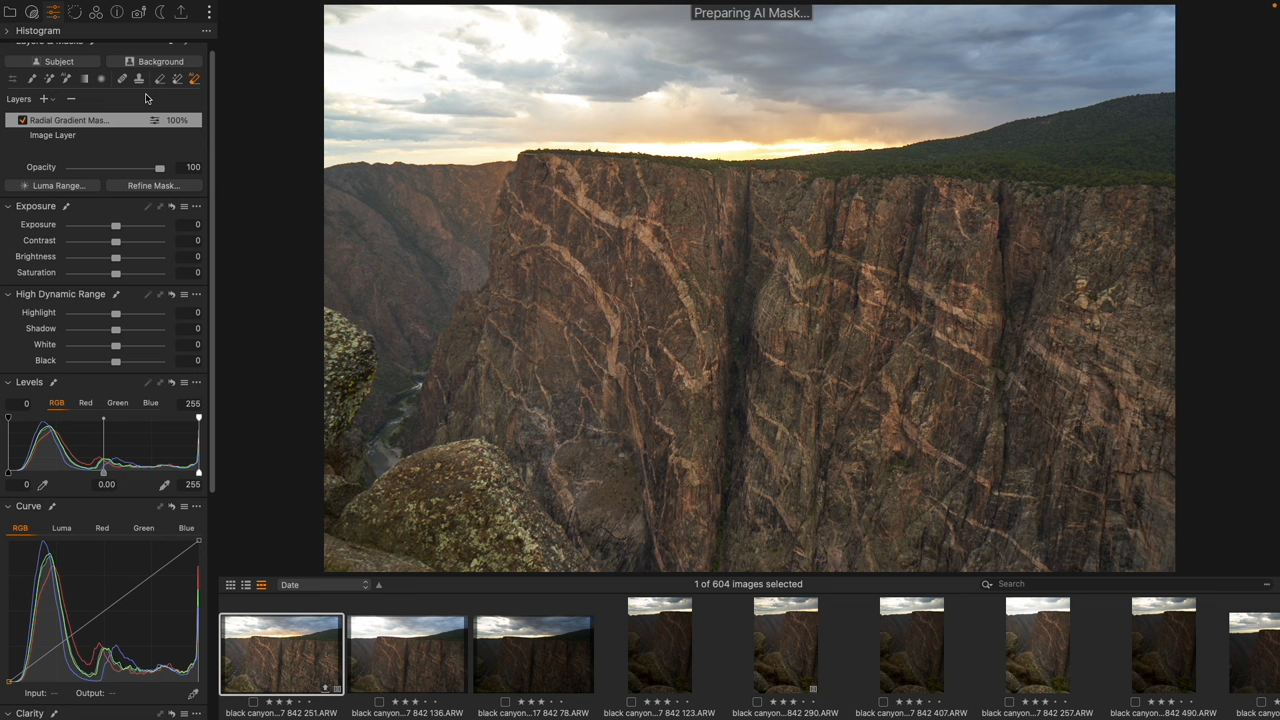 Preparing AI Mask...
Histogram
Layers & Masks
Subject Background
Layers
Radial Gradient Mas... 100%
Image Layer
Opacity 100
Luma Range... Refine Mask...
Exposure
Exposure 0
Contrast 0
Brightness 0
Saturation 0
High Dynamic Range
Highlight 0
Shadow 0
White 0
Black 0
Levels
0 RGB Red Green Blue 255
0 0.00 255
Curve
RGB Luma Red Green Blue
Input: -- Output: --
Clarity
Date 1 of 604 images selected Search
black canyon...7 842 251.ARW black canyon...7 842 136.ARW black canyon...17 842 78.ARW black canyon...7 842 123.ARW black canyon...842 290.ARW black canyon...7 842 407.ARW black canyon...7 842 257.ARW black canyon...842 490.ARW black cany